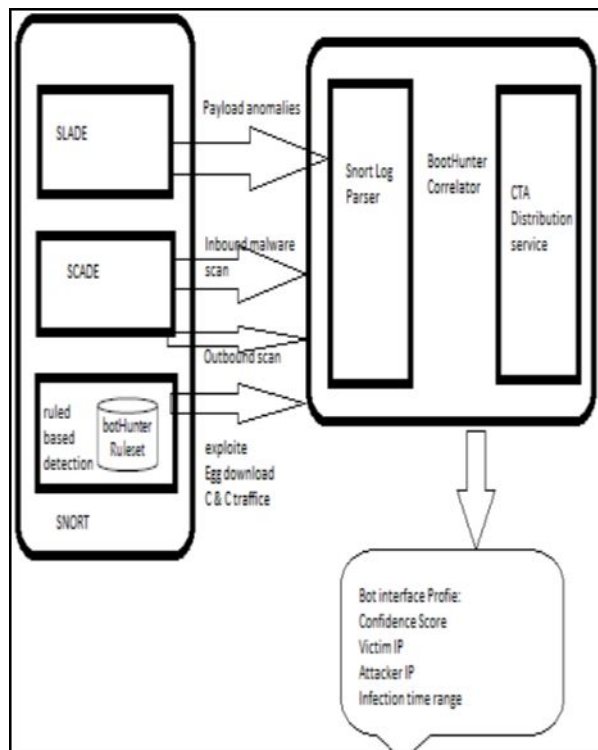 SLADE
Payload anomalies
SCADE
Inbound malware
scan
Outbound scan
ruled
based
detection
botHunter
Ruleset
exploite
Egg download
C & C traffice
SNORT
Snort Log
Parser
BootHunter
Correlator
CTA
Distribution
service
Bot interface Profie:
Confidence Score
Victim IP
Attacker IP
Infection time range